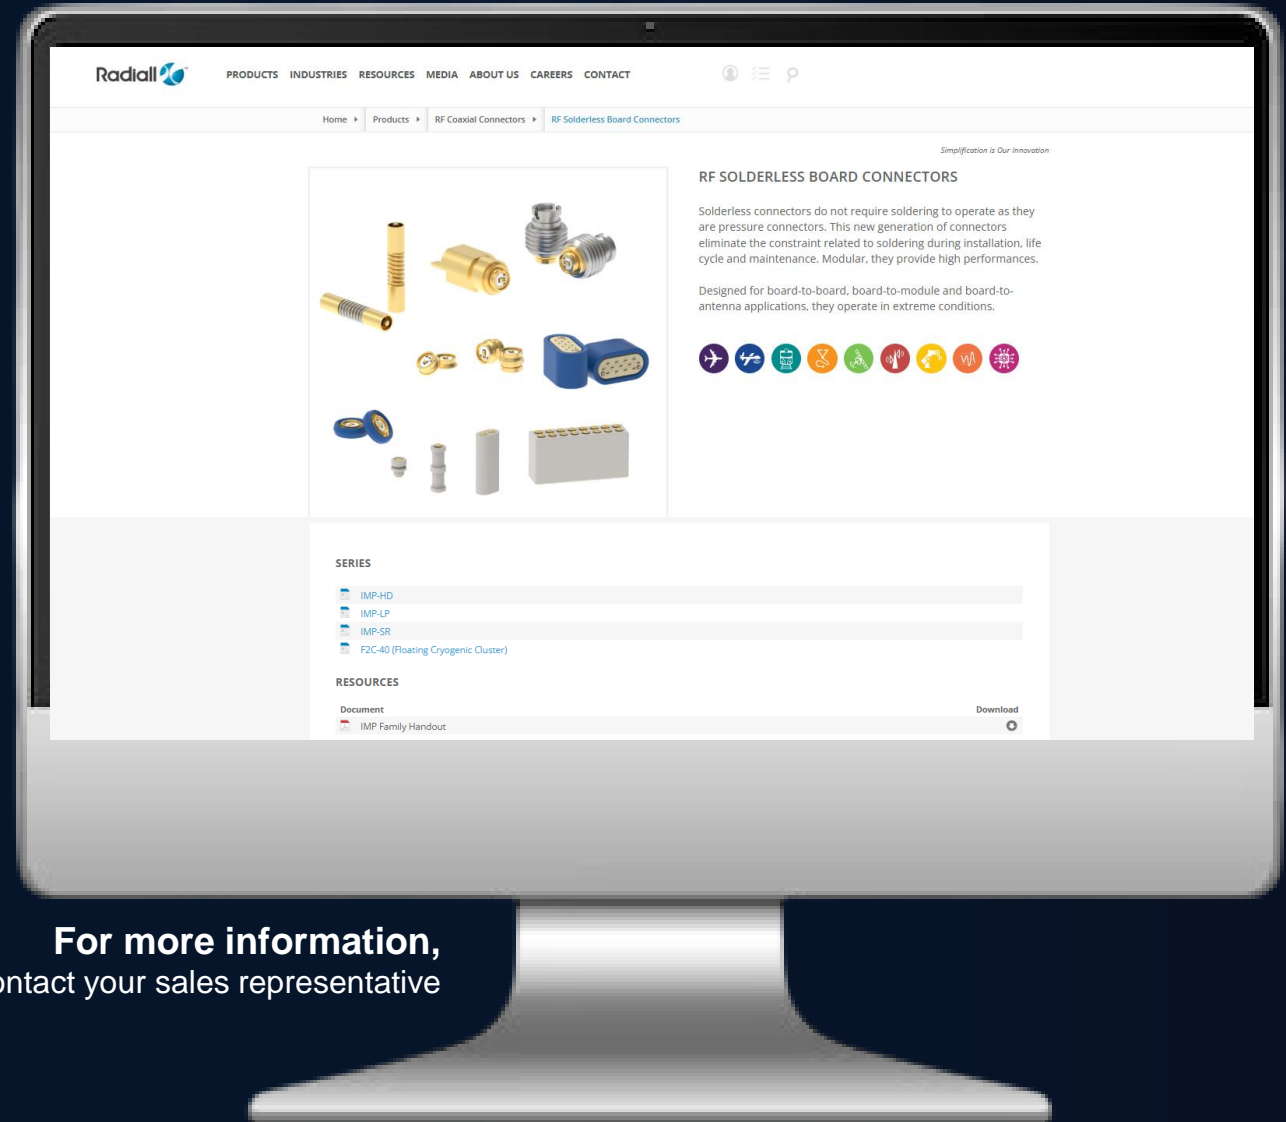 Radiall
PRODUCTS INDUSTRIES RESOURCES MEDIA ABOUT US CAREERS CONTACT
Home Products RF Coaxial Connectors RF Solderless Board Connectors
Simplification is Our Innovation
RF SOLDERLESS BOARD CONNECTORS
Solderless connectors do not require soldering to operate as they
are pressure connectors. This new generation of connectors
eliminate the constraint related to soldering during installation, life
cycle and maintenance. Modular, they provide high performances.
Designed for board-to-board, board-to-module and board-to-
antenna applications, they operate in extreme conditions.
SERIES
IMP-HD
IMP-LP
IMP-SR
F2C-40 (Floating Cryogenic Cluster)
RESOURCES
Document Download
IMP Family Handout
For more information,
ontact your sales representative